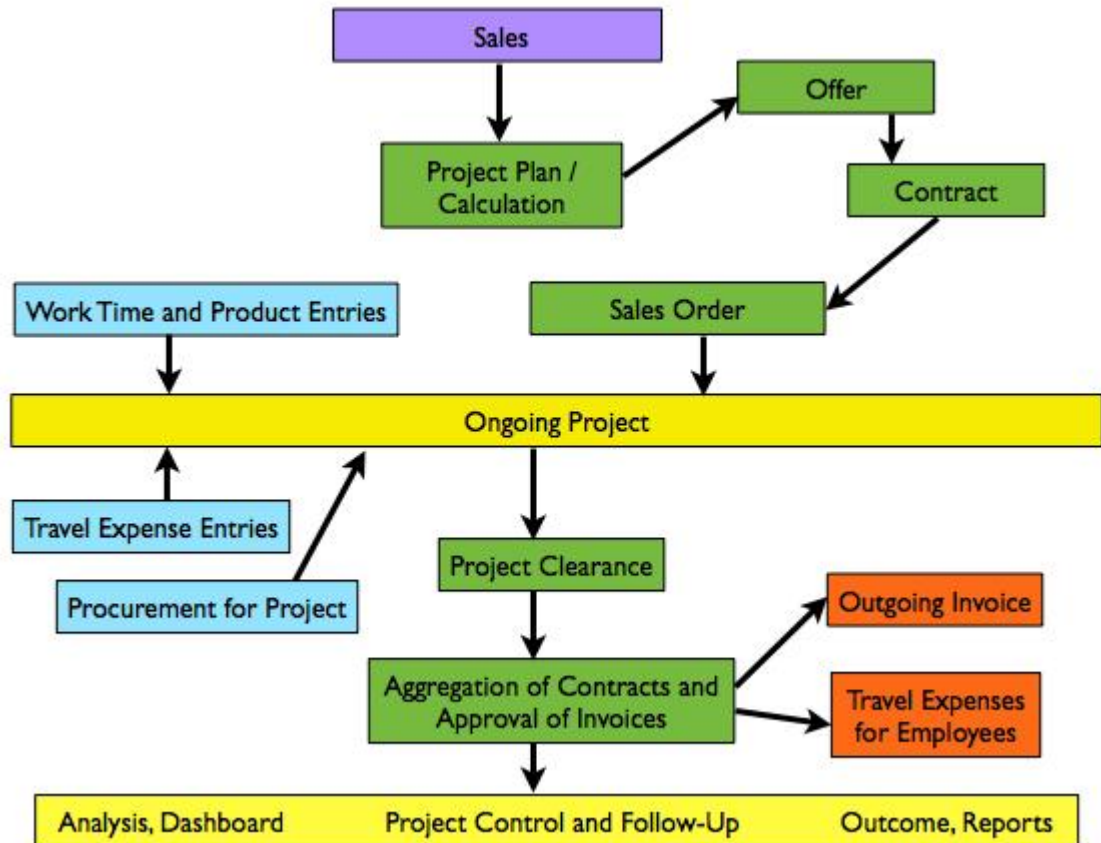 Sales
Offer
Project Plan /
Calculation
Contract
Work Time and Product Entries
Sales Order
Ongoing Project
Travel Expense Entries
Project Clearance
Procurement for Project
Outgoing Invoice
Aggregation of Contracts and
Approval of Invoices
Travel Expenses
for Employees
Analysis, Dashboard
Project Control and Follow-Up
Outcome, Reports